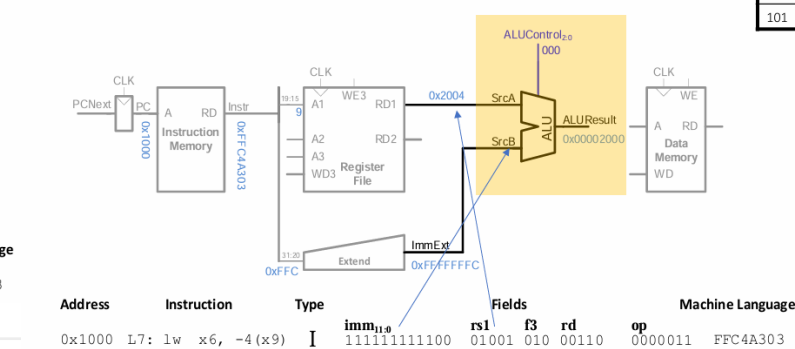 101
ALUControl2:0
000
CLK
CLK
CLK
PCNext
PC
A
RD
Instr
Instruction
Memory
0x1000
0xFFC4A303
19:15
9
A1
WE3
RD1
A2
RD2
A3
WD3
Register
File
0x2004
SrcA
SrcB
ALU
ALUResult
0x00002000
WE
A
RD
Data
Memory
WD
31:20
0xFFC
Extend
ImmExt
0xFFFFFFFC
Address
Instruction
Type
Fields
Machine Language
imm11:0
rs1
f3
rd
op
0x1000
L7: lw x6, -4(x9)
I
111111111100
01001
010
00110
0000011
FFC4A303